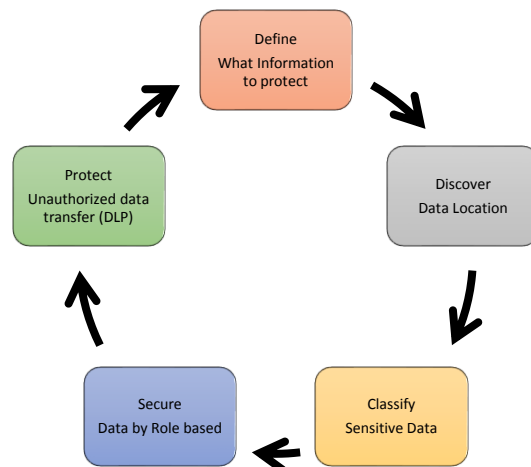 Define
What Information
to protect
Discover
Data Location
Classify
Sensitive Data
Secure
Data by Role based
Protect
Unauthorized data
transfer (DLP)